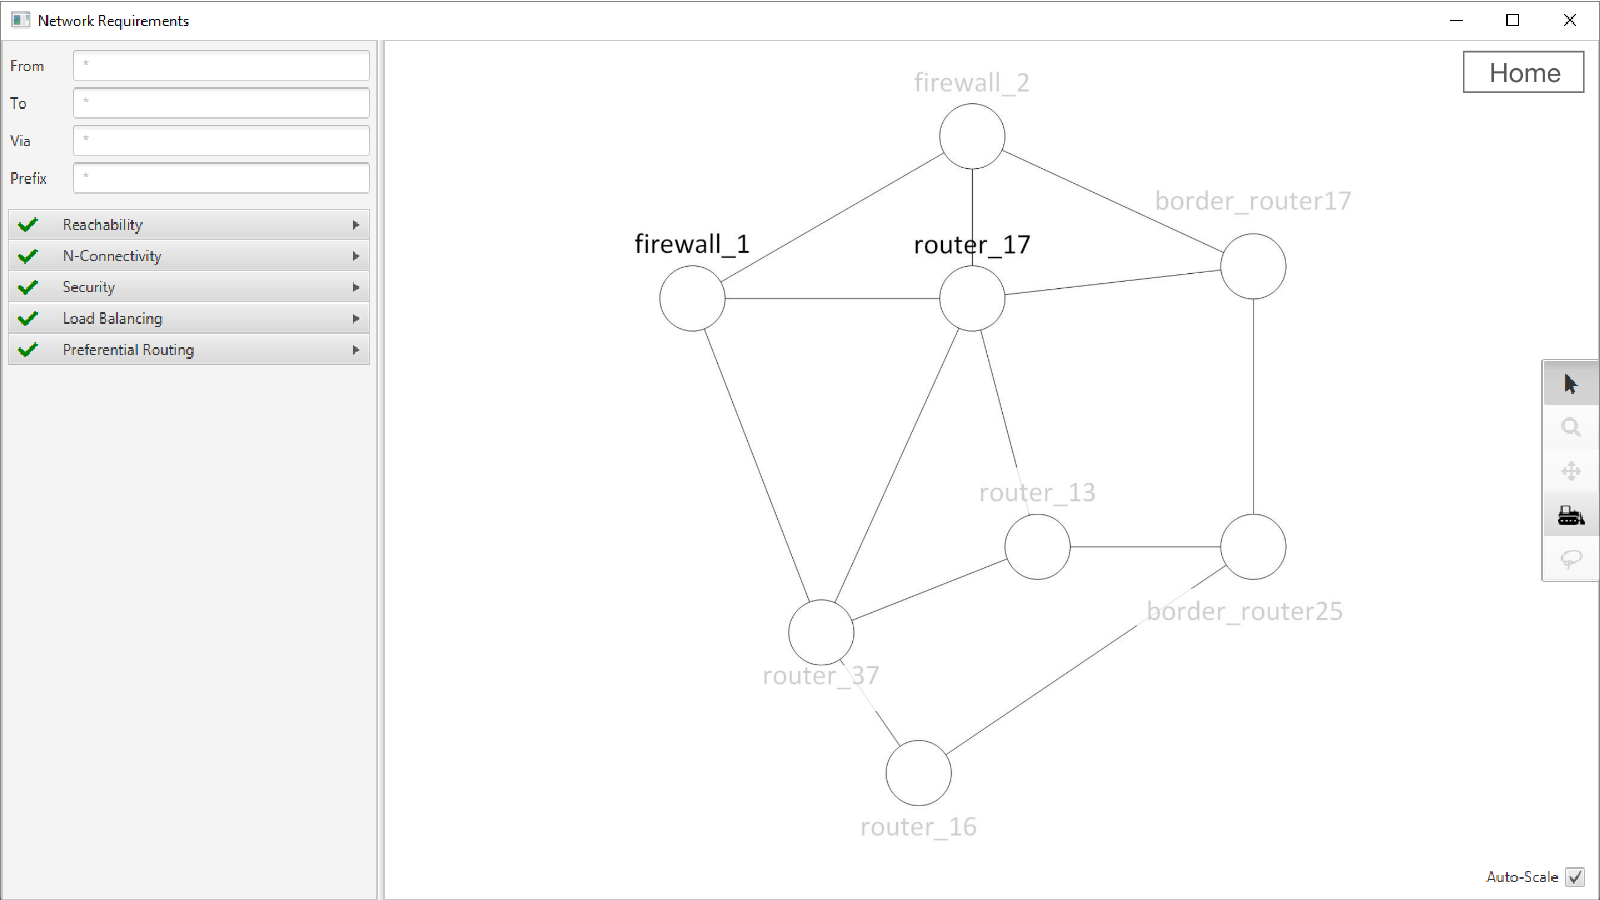 Network Requirements
From *
To *
Via *
Prefix *
Reachability
N-Connectivity
Security
Load Balancing
Preferential Routing
Home
firewall_2
border_router17
firewall_1
router_17
router_13
border_router25
router_37
router_16
Auto-Scale